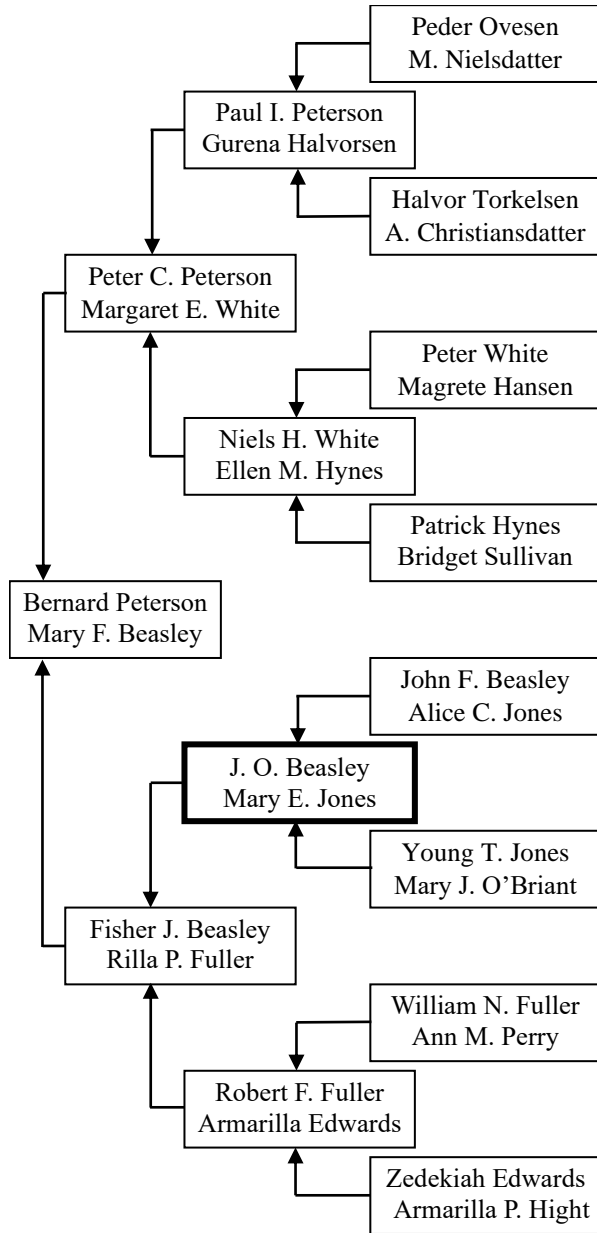 Peder Ovesen
M. Nielsdatter
Paul I. Peterson
Gurena Halvorsen
Halvor Torkelsen
A. Christiansdatter
Peter C. Peterson
Margaret E. White
Peter White
Magrete Hansen
Niels H. White
Ellen M. Hynes
Patrick Hynes
Bridget Sullivan
Bernard Peterson
Mary F. Beasley
John F. Beasley
Alice C. Jones
J. O. Beasley
Mary E. Jones
Young T. Jones
Mary J. O’Briant
Fisher J. Beasley
Rilla P. Fuller
William N. Fuller
Ann M. Perry
Robert F. Fuller
Armarilla Edwards
Zedekiah Edwards
Armarilla P. Hight